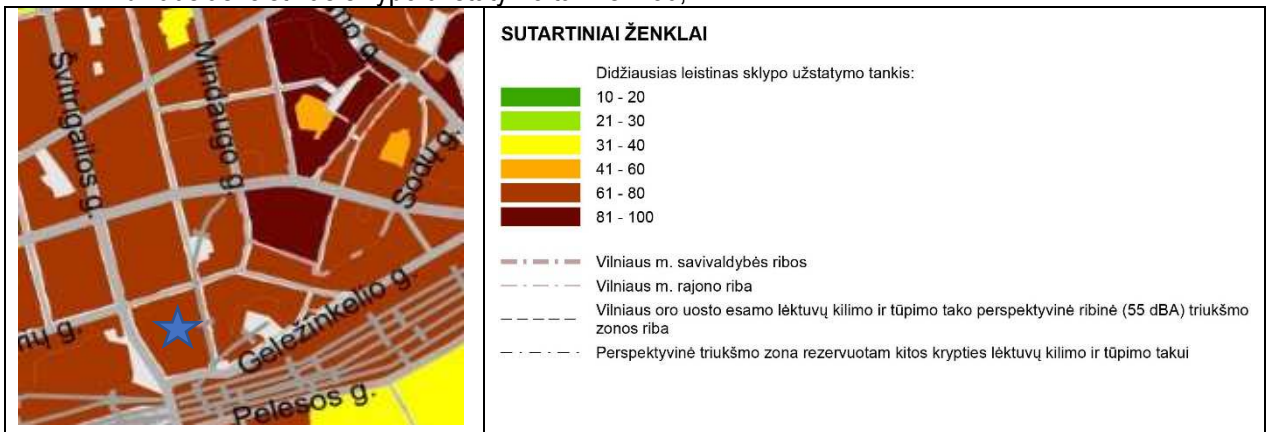 Švitrigailos g.
Mindaugo g.
mo g.
Sodų g.
rių g.
Geležinkelio g.
Pelesos g.
SUTARTINIAI ŽENKLAI
Didžiausias leistinas sklypo užstatymo tankis:
10 - 20
21 - 30
31 - 40
41 - 60
61 - 80
81 - 100
Vilniaus m. savivaldybės ribos
Vilniaus m. rajono riba
Vilniaus oro uosto esamo lėktuvų kilimo ir tūpimo tako perspektyvinė ribinė (55 dBA) triukšmo
zonos riba
Perspektyvinė triukšmo zona rezervuotam kitos krypties lėktuvų kilimo ir tūpimo takui